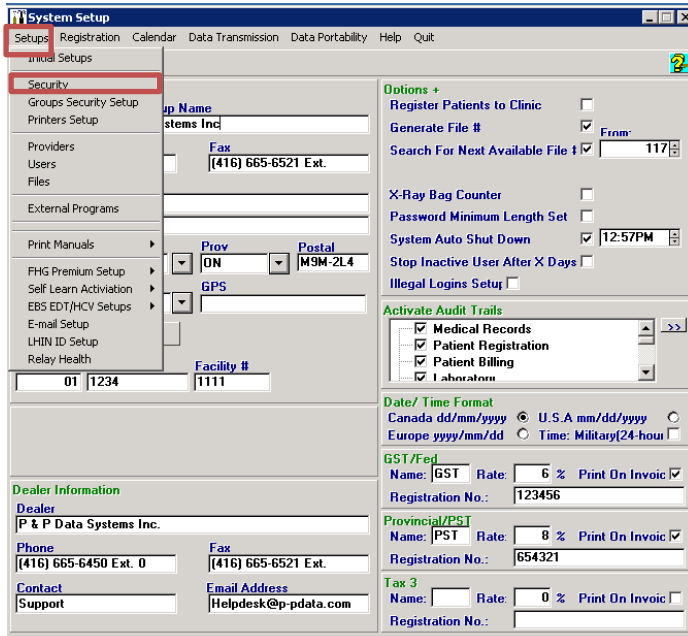 System Setup
Setups Registration Calendar Data Transmission Data Portability Help Quit
Initial Setups
Security
Groups Security Setup
Printers Setup
Providers
Users
Files
External Programs
Print Manuals
FHG Premium Setup
Self Learn Activiation
EBS EDT/HCV Setups
E-mail Setup
LHIN ID Setup
Relay Health
up Name
stems Inc
Fax
(416) 665-6521 Ext.
Prov Postal
ON M9M-2L4
GPS
Facility #
01 1234 1111
Dealer Information
Dealer
P & P Data Systems Inc.
Phone Fax
(416) 665-6450 Ext. 0 (416) 665-6521 Ext.
Contact Email Address
Support Helpdesk@p-pdata.com
Options +
Register Patients to Clinic
Generate File # From:
Search For Next Available File # 117
X-Ray Bag Counter
Password Minimum Length Set
System Auto Shut Down 12:57PM
Stop Inactive User After X Days
Illegal Logins Setup
Activate Audit Trails
Medical Records >>
Patient Registration
Patient Billing
Laboratory
Date/ Time Format
Canada dd/mm/yyyy U.S.A mm/dd/yyyy
Europe yyyy/mm/dd Time: Military(24-hour
GST/Fed
Name: GST Rate: 6 % Print On Invoic
Registration No.: 123456
Provincial/PST
Name: PST Rate: 8 % Print On Invoic
Registration No.: 654321
Tax 3
Name: Rate: 0 % Print On Invoic
Registration No.: